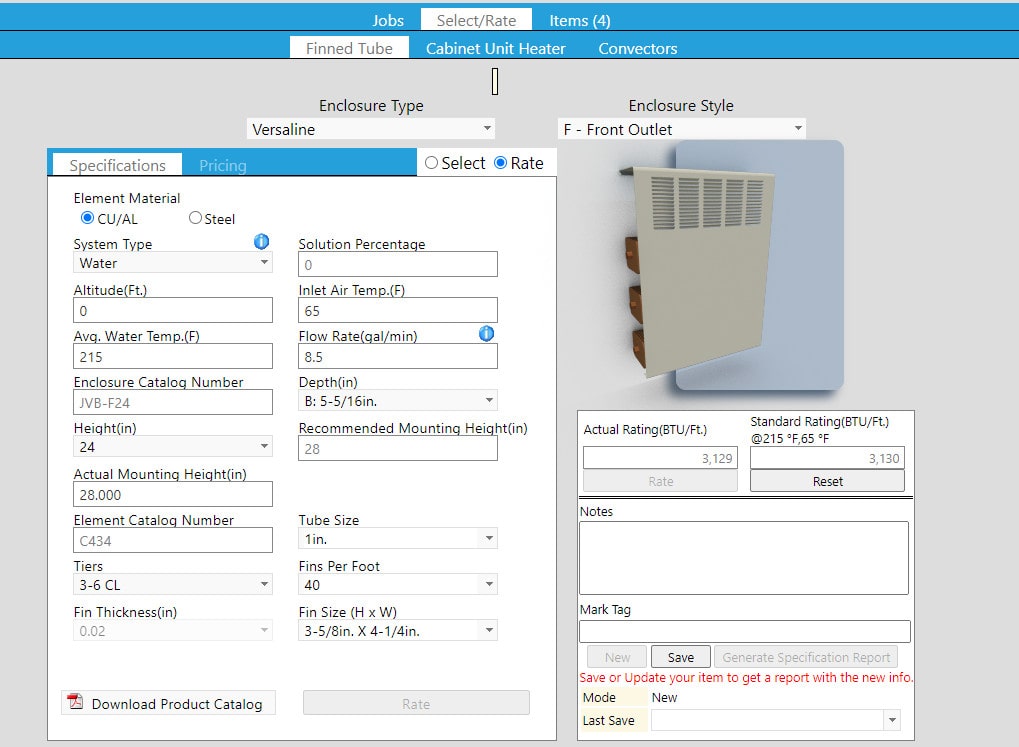 Jobs Select/Rate Items (4)
Finned Tube Cabinet Unit Heater Convectors
Enclosure Type Enclosure Style
Versaline F - Front Outlet
Specifications Pricing Select Rate
Element Material
CU/AL Steel
System Type Solution Percentage
Water 0
Altitude(Ft.) Inlet Air Temp.(F)
0 65
Avg. Water Temp.(F) Flow Rate(gal/min)
215 8.5
Enclosure Catalog Number Depth(in)
JVB-F24 B: 5-5/16in.
Height(in) Recommended Mounting Height(in)
24 28
Actual Mounting Height(in)
28.000
Element Catalog Number Tube Size
C434 1in.
Tiers Fins Per Foot
3-6 CL 40
Fin Thickness(in) Fin Size (H x W)
0.02 3-5/8in. X 4-1/4in.
Download Product Catalog Rate
Actual Rating(BTU/Ft.) Standard Rating(BTU/Ft.)
@215 °F,65 °F
3,129 3,130
Rate Reset
Notes
Mark Tag
New Save Generate Specification Report
Save or Update your item to get a report with the new info.
Mode New
Last Save